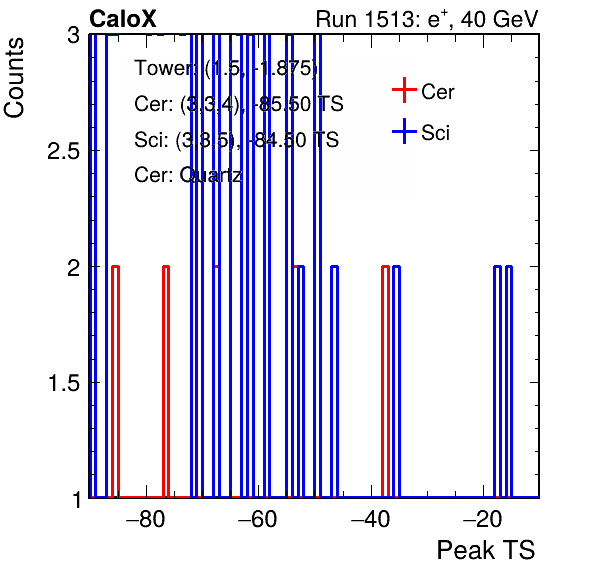 CaloX Run 1513: e+, 40 GeV
Counts
3
2.5
2
1.5
1
Tower: (1.5, -1.875)
Cer: (3,3,4), -85.50 TS
Sci: (3,3,5), -84.50 TS
Cer: Quartz
Cer
Sci
−80 −60 −40 −20
Peak TS